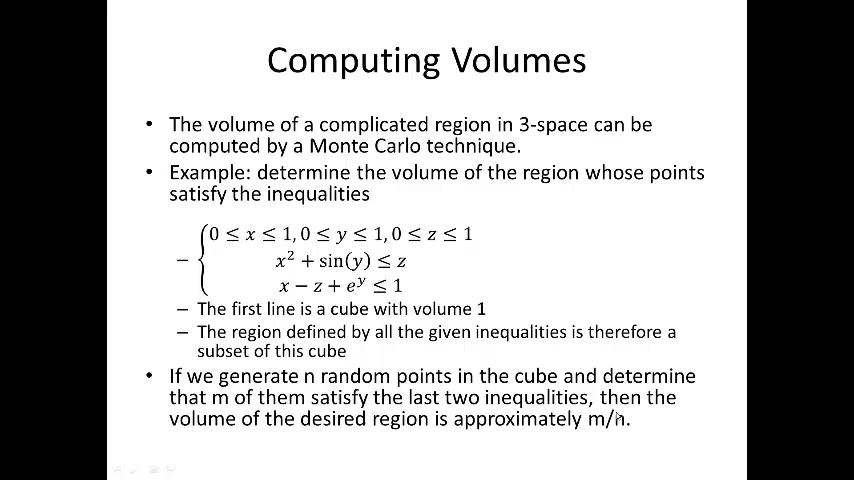 Computing Volumes
• The volume of a complicated region in 3-space can be
computed by a Monte Carlo technique.
• Example: determine the volume of the region whose points
satisfy the inequalities
0 ≤ x ≤ 1, 0 ≤ y ≤ 1, 0 ≤ z ≤ 1
– { x² + sin(y) ≤ z
x − z + eʸ ≤ 1
– The first line is a cube with volume 1
– The region defined by all the given inequalities is therefore a
subset of this cube
• If we generate n random points in the cube and determine
that m of them satisfy the last two inequalities, then the
volume of the desired region is approximately m/n.